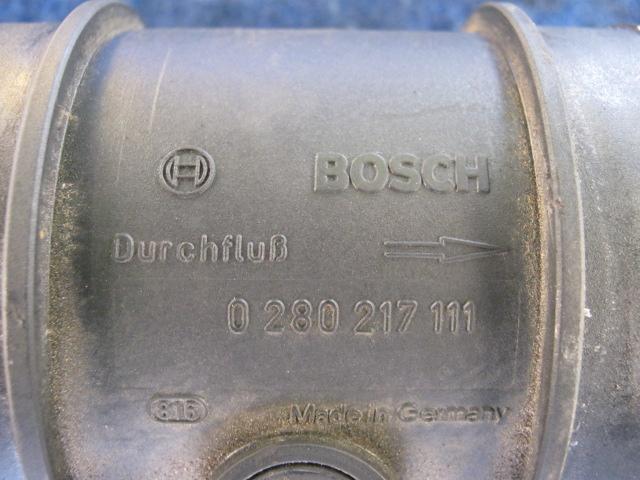 BOSCH
Durchfluß
0 280 217 111
816 Made in Germany